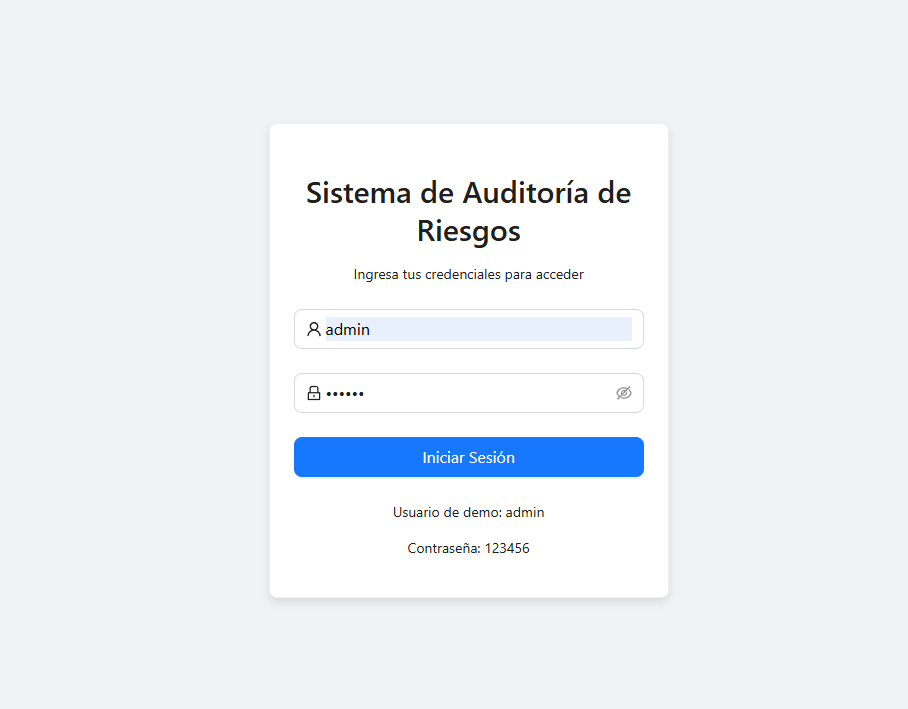 Sistema de Auditoría de
Riesgos
Ingresa tus credenciales para acceder
admin
••••••
Iniciar Sesión
Usuario de demo: admin
Contraseña: 123456